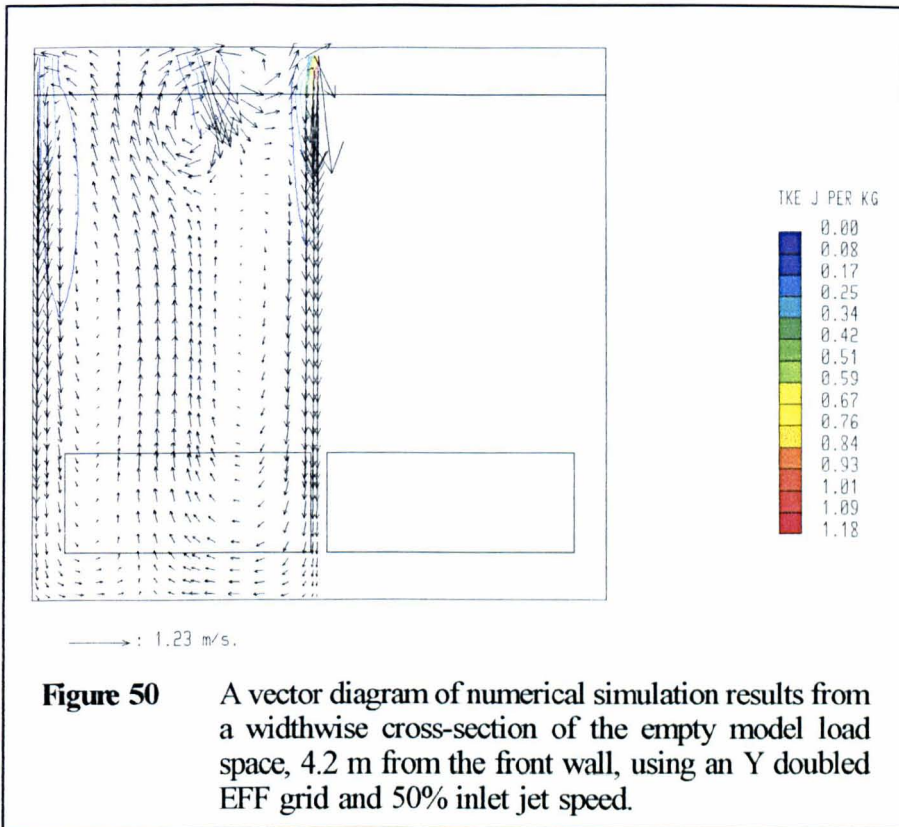 TKE J PER KG
0.00
0.08
0.17
0.25
0.34
0.42
0.51
0.59
0.67
0.76
0.84
0.93
1.01
1.09
1.18
: 1.23 m/s.
Figure 50 A vector diagram of numerical simulation results from
a widthwise cross-section of the empty model load
space, 4.2 m from the front wall, using an Y doubled
EFF grid and 50% inlet jet speed.